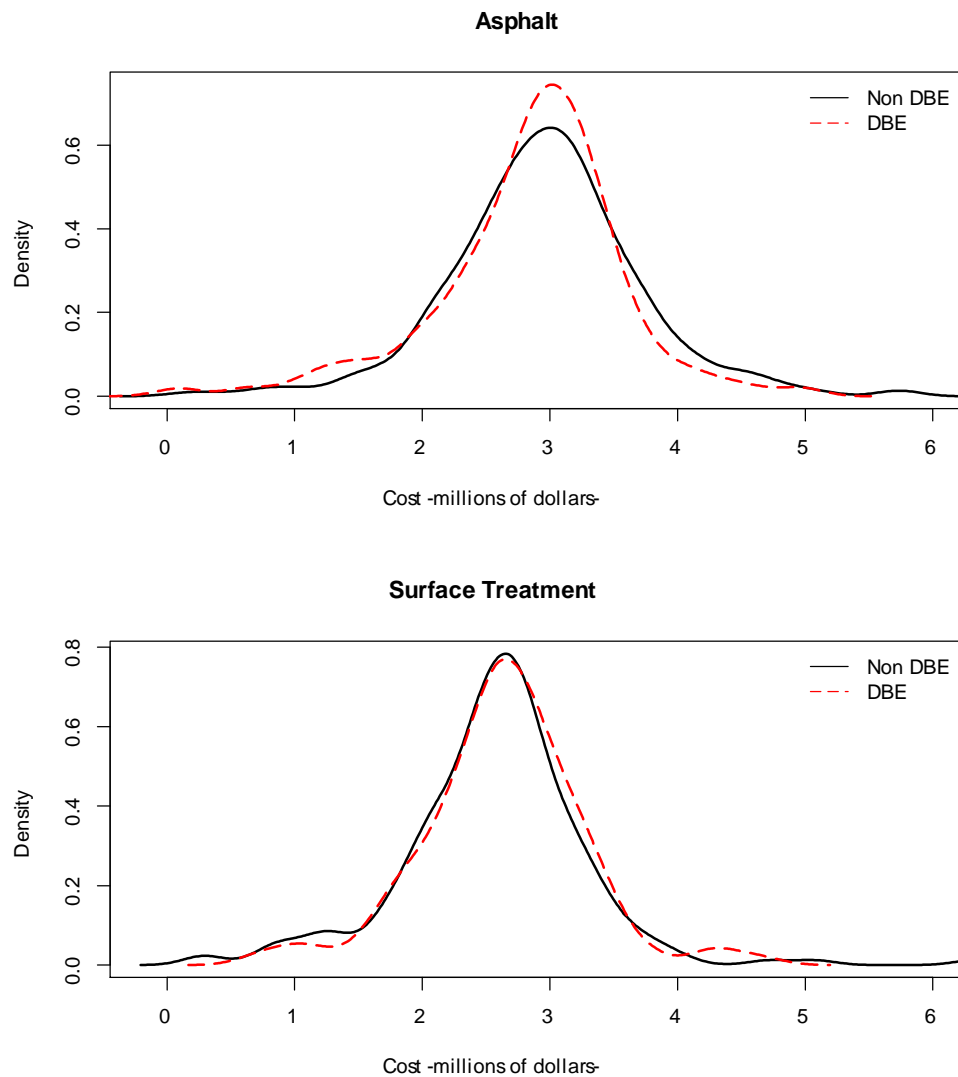 Asphalt
Non DBE
DBE
Density
0.0 0.2 0.4 0.6
0 1 2 3 4 5 6
Cost -millions of dollars-
Surface Treatment
Non DBE
DBE
Density
0.0 0.2 0.4 0.6 0.8
0 1 2 3 4 5 6
Cost -millions of dollars-